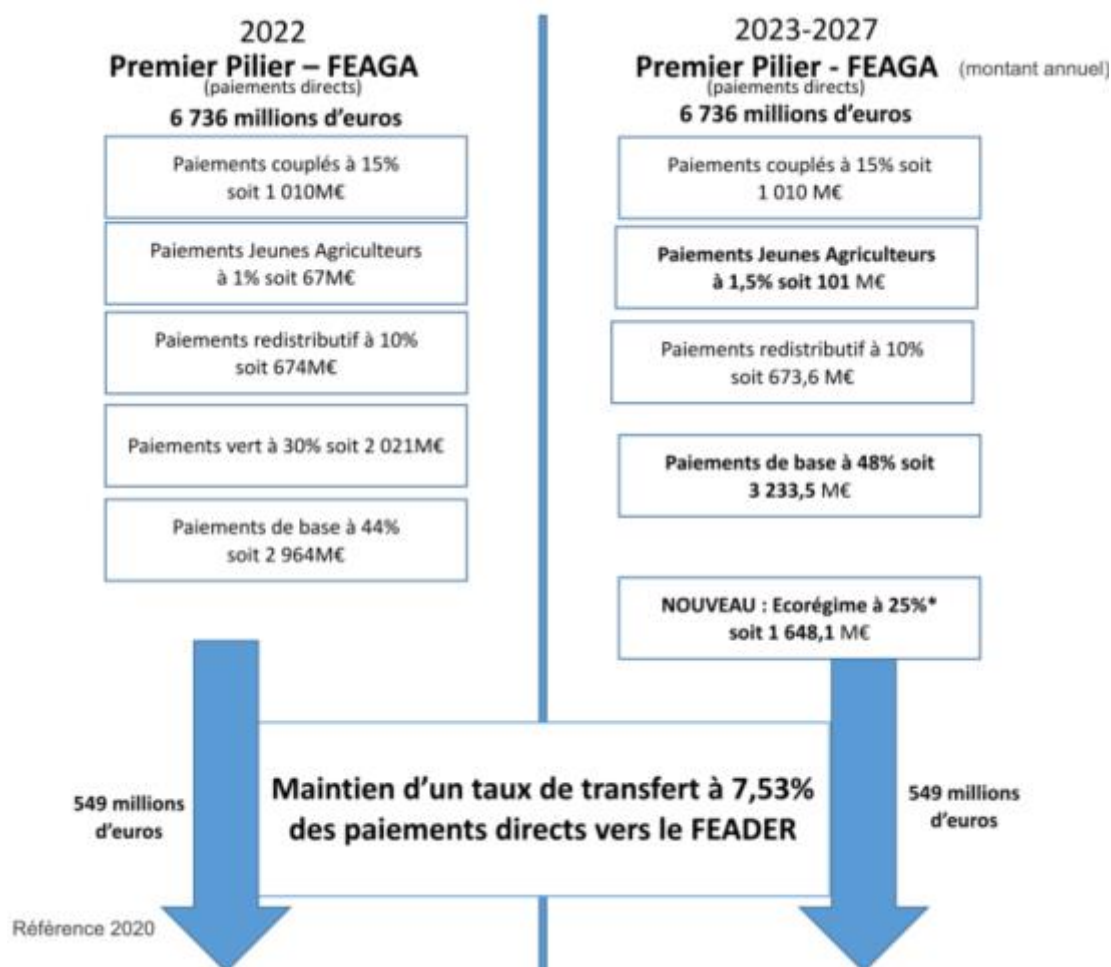 2022
Premier Pilier – FEAGA
(paiements directs)
6 736 millions d'euros
Paiements couplés à 15%
soit 1 010M€
Paiements Jeunes Agriculteurs
à 1% soit 67M€
Paiements redistributif à 10%
soit 674M€
Paiements vert à 30% soit 2 021M€
Paiements de base à 44%
soit 2 964M€
2023-2027
Premier Pilier - FEAGA (montant annuel)
(paiements directs)
6 736 millions d'euros
Paiements couplés à 15% soit
1 010 M€
Paiements Jeunes Agriculteurs
à 1,5% soit 101 M€
Paiements redistributif à 10%
soit 673,6 M€
Paiements de base à 48% soit
3 233,5 M€
NOUVEAU : Ecorégime à 25%*
soit 1 648,1 M€
549 millions
d'euros
Maintien d'un taux de transfert à 7,53%
des paiements directs vers le FEADER
549 millions
d'euros
Référence 2020